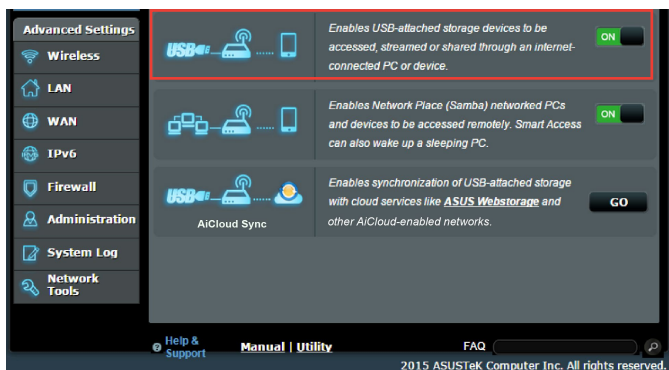 Advanced Settings
Wireless
LAN
WAN
IPv6
Firewall
Administration
System Log
Network
Tools
USB
Enables USB-attached storage devices to be
accessed, streamed or shared through an internet-
connected PC or device.
ON
Enables Network Place (Samba) networked PCs
and devices to be accessed remotely. Smart Access
can also wake up a sleeping PC.
ON
USB
AiCloud Sync
Enables synchronization of USB-attached storage
with cloud services like ASUS Webstorage and
other AiCloud-enabled networks.
GO
Help &
Support
Manual | Utility
FAQ
2015 ASUSTeK Computer Inc. All rights reserved.